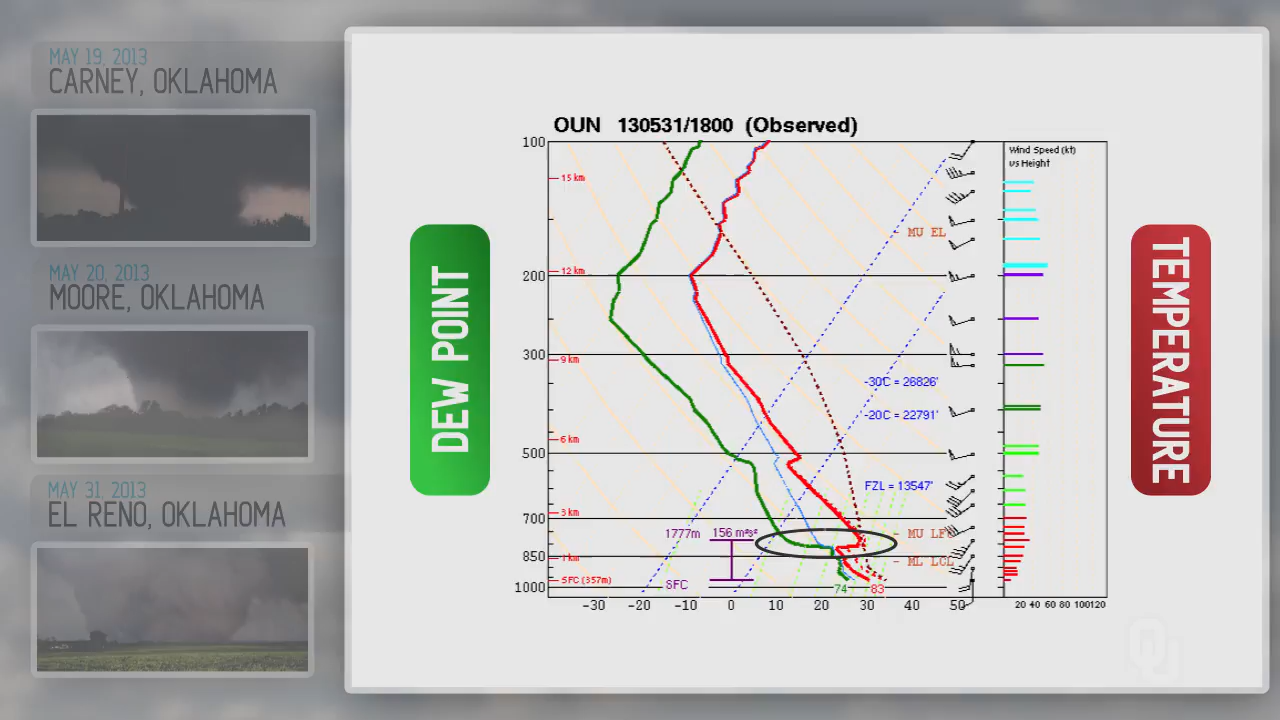 MAY 19, 2013
CARNEY, OKLAHOMA
MAY 20, 2013
MOORE, OKLAHOMA
MAY 31, 2013
EL RENO, OKLAHOMA
DEW POINT
TEMPERATURE
OUN 130531/1800 (Observed)
Wind Speed (kt)
vs Height
100
15 km
MU EL
12 km
200
300
9 km
-30C = 26826'
-20C = 22791'
6 km
500
FZL = 13547'
3 km
700
1777m 156 m²s²
MU LFC
850
1 km
ML LCL
SFC (357m)
SFC
1000
74 83
-30 -20 -10 0 10 20 30 40 50
20 40 60 80 100120
OU